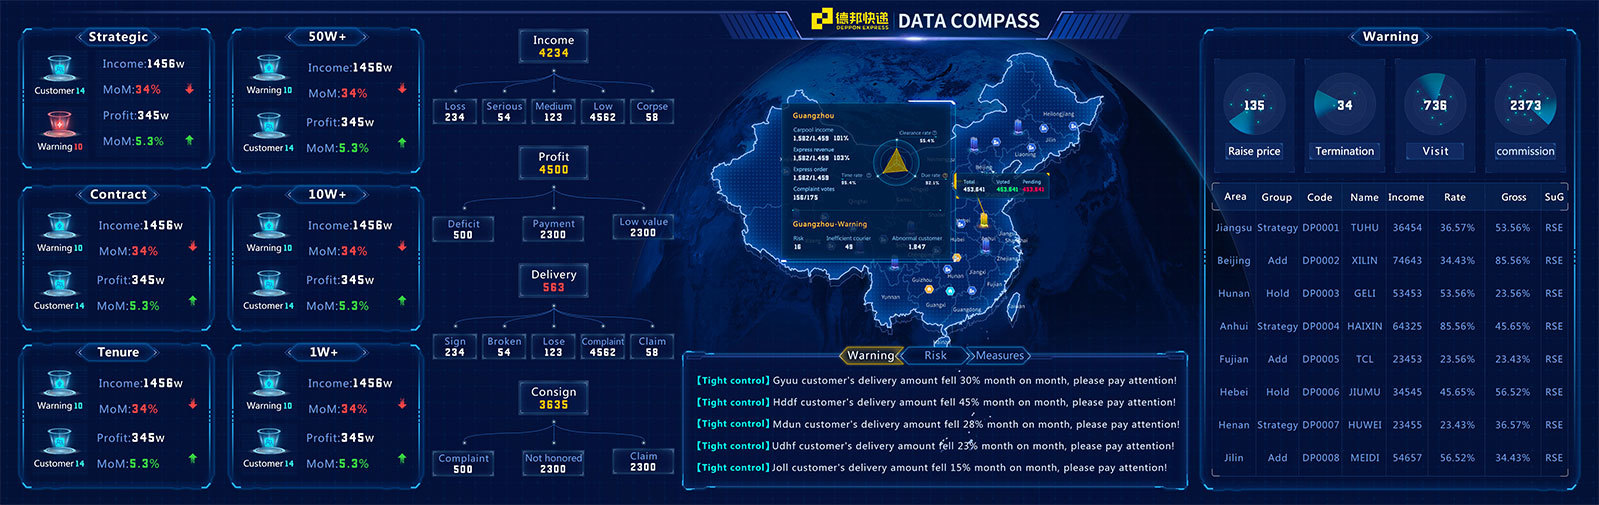 德邦快递
DEPPON EXPRESS
DATA COMPASS
Strategic
Income:1456w
Customer 14
MoM:34%
Profit:345w
Warning 10
MoM:5.3%
50W+
Income:1456w
Warning 10
MoM:34%
Profit:345w
Customer 14
MoM:5.3%
Contract
Income:1456w
Warning 10
MoM:34%
Profit:345w
Customer 14
MoM:5.3%
10W+
Income:1456w
Warning 10
MoM:34%
Profit:345w
Customer 14
MoM:5.3%
Tenure
Income:1456w
Warning 10
MoM:34%
Profit:345w
Customer 14
MoM:5.3%
1W+
Income:1456w
Warning 10
MoM:34%
Profit:345w
Customer 14
MoM:5.3%
Income
4234
Loss Serious Medium Low Corpse
234 54 123 4562 58
Profit
4500
Deficit Payment Low value
500 2300 2300
Delivery
563
Sign Broken Lose Complaint Claim
234 54 123 4562 58
Consign
3635
Complaint Not honored Claim
500 2300 2300
Guangzhou
Carpool income
1,582/1,459 101%
Express revenue
1,582/1,459 103%
Express order
1,582/1,459
Complaint votes
156/175
Clearance rate
95.4%
Time rate
95.4%
Due rate
92.1%
Guangzhou-Warning
Risk Inefficient courier Abnormal customer
16 48 1,847
Total Voted Pending
453,641 453,641 453,641
Heilongjiang
Jilin
Liaoning
Beijing
Hebei
Anhui
Jiangsu
Shanghai
Hubei
Zhejiang
Hunan
Jiangxi
Guizhou
Fujian
Yunnan
Guangxi
Guangdong
Taiwan
Hainan
Warning Risk Measures
【Tight control】Gyuu customer's delivery amount fell 30% month on month, please pay attention!
【Tight control】Hddf customer's delivery amount fell 45% month on month, please pay attention!
【Tight control】Mdun customer's delivery amount fell 28% month on month, please pay attention!
【Tight control】Udhf customer's delivery amount fell 23% month on month, please pay attention!
【Tight control】Joll customer's delivery amount fell 15% month on month, please pay attention!
Warning
135 34 736 2373
Raise price Termination Visit commission
Area Group Code Name Income Rate Gross SuG
Jiangsu Strategy DP0001 TUHU 36454 36.57% 53.56% RSE
Beijing Add DP0002 XILIN 74643 34.43% 85.56% RSE
Hunan Hold DP0003 GELI 53453 53.56% 23.56% RSE
Anhui Strategy DP0004 HAIXIN 64325 85.56% 45.65% RSE
Fujian Add DP0005 TCL 23453 23.56% 23.43% RSE
Hebei Hold DP0006 JIUMU 34545 45.65% 56.52% RSE
Henan Strategy DP0007 HUWEI 23455 23.43% 36.57% RSE
Jilin Add DP0008 MEIDI 54657 56.52% 34.43% RSE